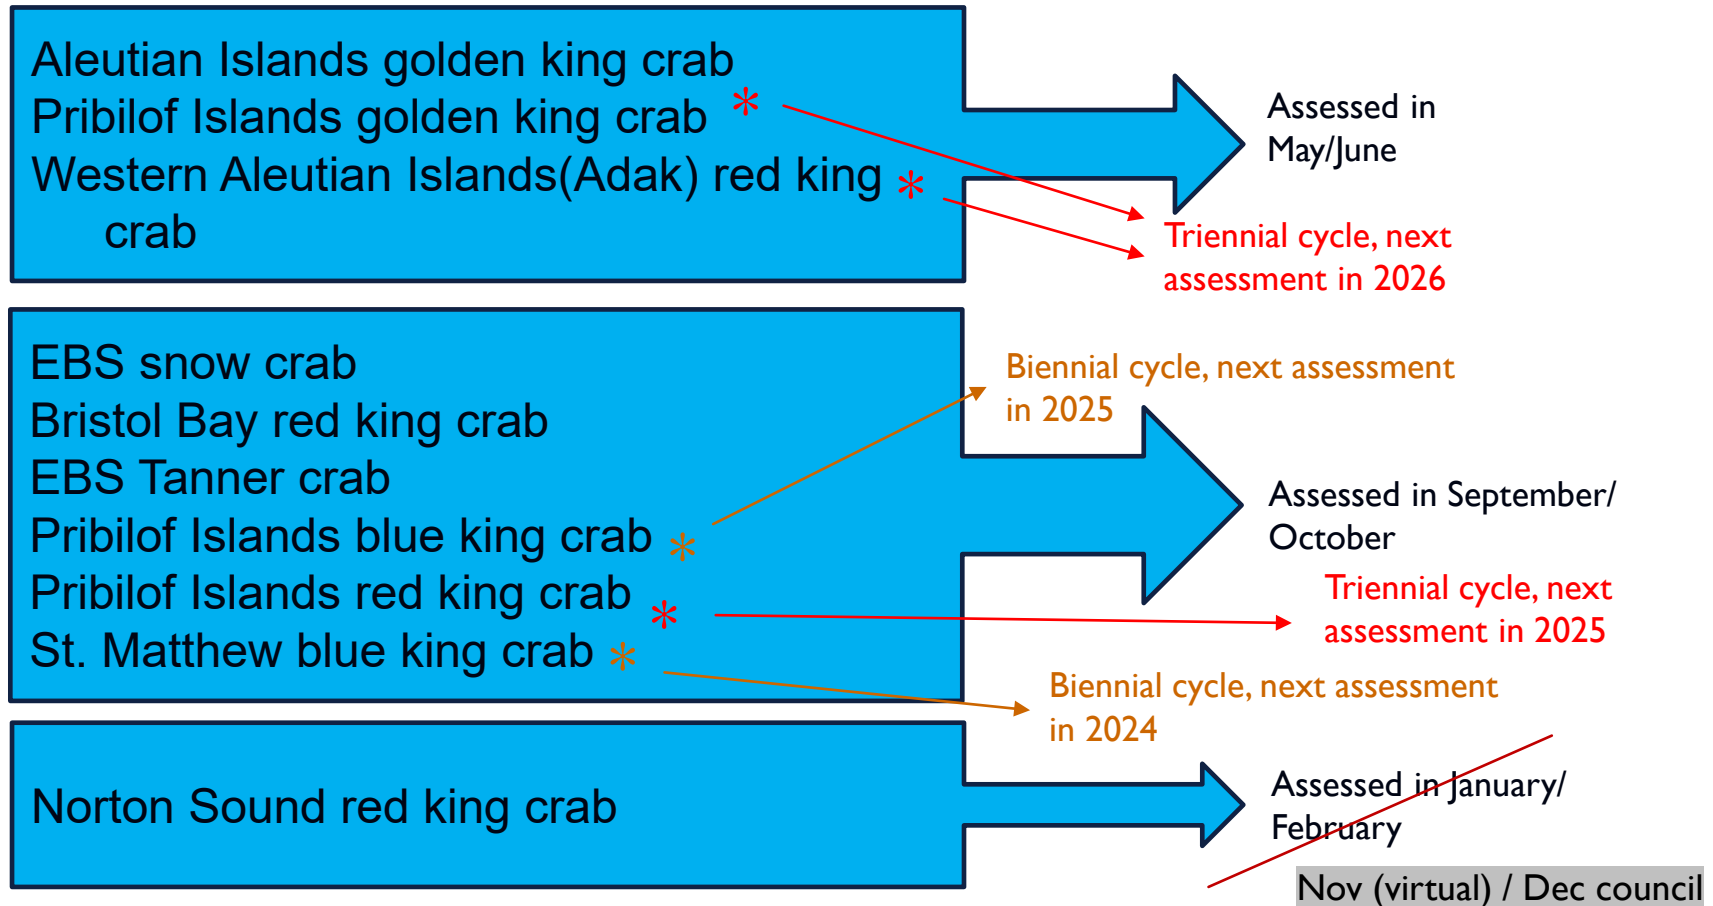 Aleutian Islands golden king crab
Pribilof Islands golden king crab *
Western Aleutian Islands(Adak) red king *
crab
Assessed in
May/June
Triennial cycle, next
assessment in 2026
EBS snow crab
Bristol Bay red king crab
EBS Tanner crab
Pribilof Islands blue king crab *
Pribilof Islands red king crab *
St. Matthew blue king crab *
Biennial cycle, next assessment
in 2025
Assessed in September/
October
Triennial cycle, next
assessment in 2025
Biennial cycle, next assessment
in 2024
Norton Sound red king crab
Assessed in January/
February
Nov (virtual) / Dec council